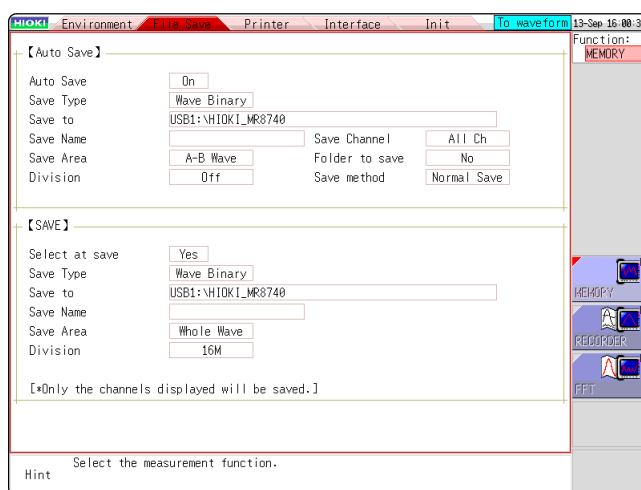 HIOKI Environment File Save Printer Interface Init To waveform 13-Sep 16:00:3
Function:
MEMORY
【Auto Save】
Auto Save On
Save Type Wave Binary
Save to USB1:\HIOKI_MR8740
Save Name Save Channel All Ch
Save Area A-B Wave Folder to save No
Division Off Save method Normal Save
【SAVE】
Select at save Yes
Save Type Wave Binary
Save to USB1:\HIOKI_MR8740
Save Name
Save Area Whole Wave
Division 16M
[*Only the channels displayed will be saved.]
MEMORY
RECORDER
FFT
Select the measurement function.
Hint